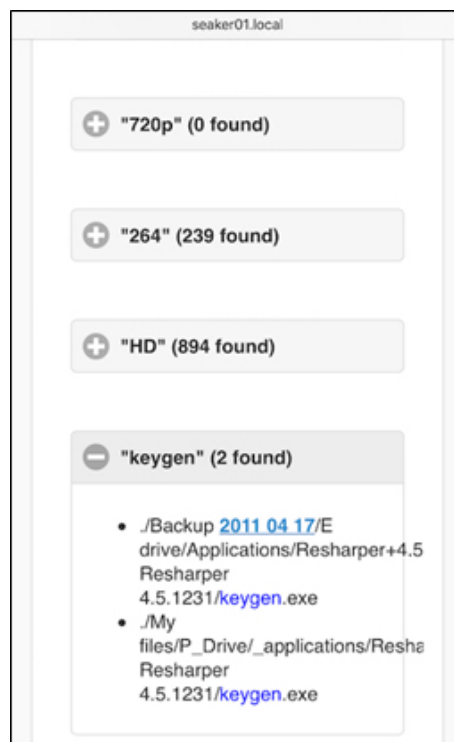 seaker01.local
"720p" (0 found)
"264" (239 found)
"HD" (894 found)
"keygen" (2 found)
• ./Backup 2011 04 17/E
drive/Applications/Resharper+4.5
Resharper
4.5.1231/keygen.exe
• ./My
files/P_Drive/_applications/Resha
Resharper
4.5.1231/keygen.exe